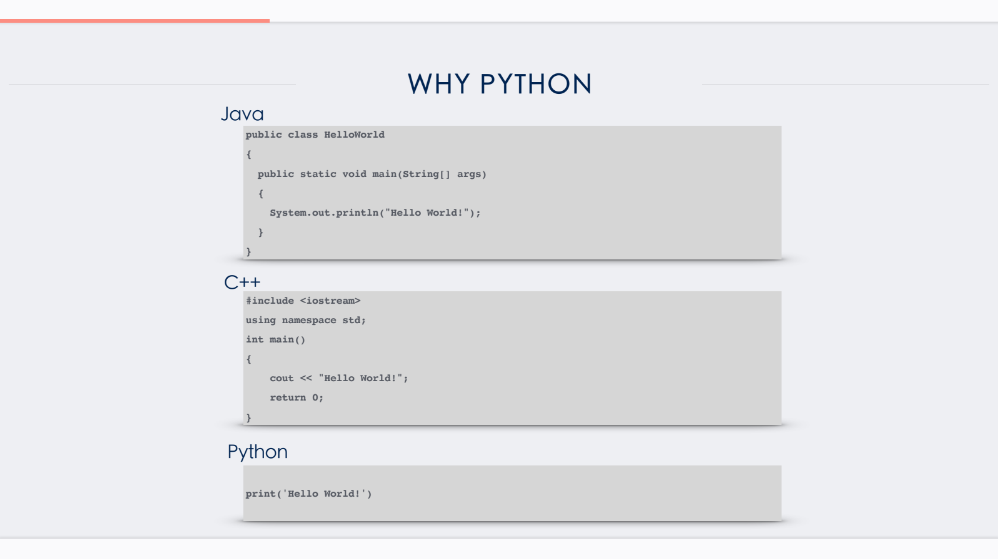 WHY PYTHON
Java
public class HelloWorld
{
  public static void main(String[] args)
  {
    System.out.println("Hello World!");
  }
}
C++
#include <iostream>
using namespace std;
int main()
{
    cout << "Hello World!";
    return 0;
}
Python
print('Hello World!')